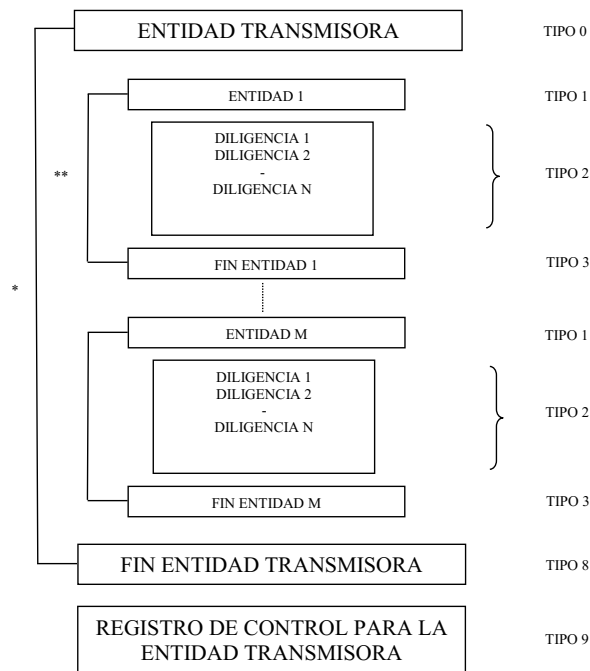 ENTIDAD TRANSMISORA TIPO 0
ENTIDAD 1 TIPO 1
DILIGENCIA 1
DILIGENCIA 2
-
DILIGENCIA N
** TIPO 2
FIN ENTIDAD 1 TIPO 3
*
ENTIDAD M TIPO 1
DILIGENCIA 1
DILIGENCIA 2
-
DILIGENCIA N
TIPO 2
FIN ENTIDAD M TIPO 3
FIN ENTIDAD TRANSMISORA TIPO 8
REGISTRO DE CONTROL PARA LA
ENTIDAD TRANSMISORA TIPO 9